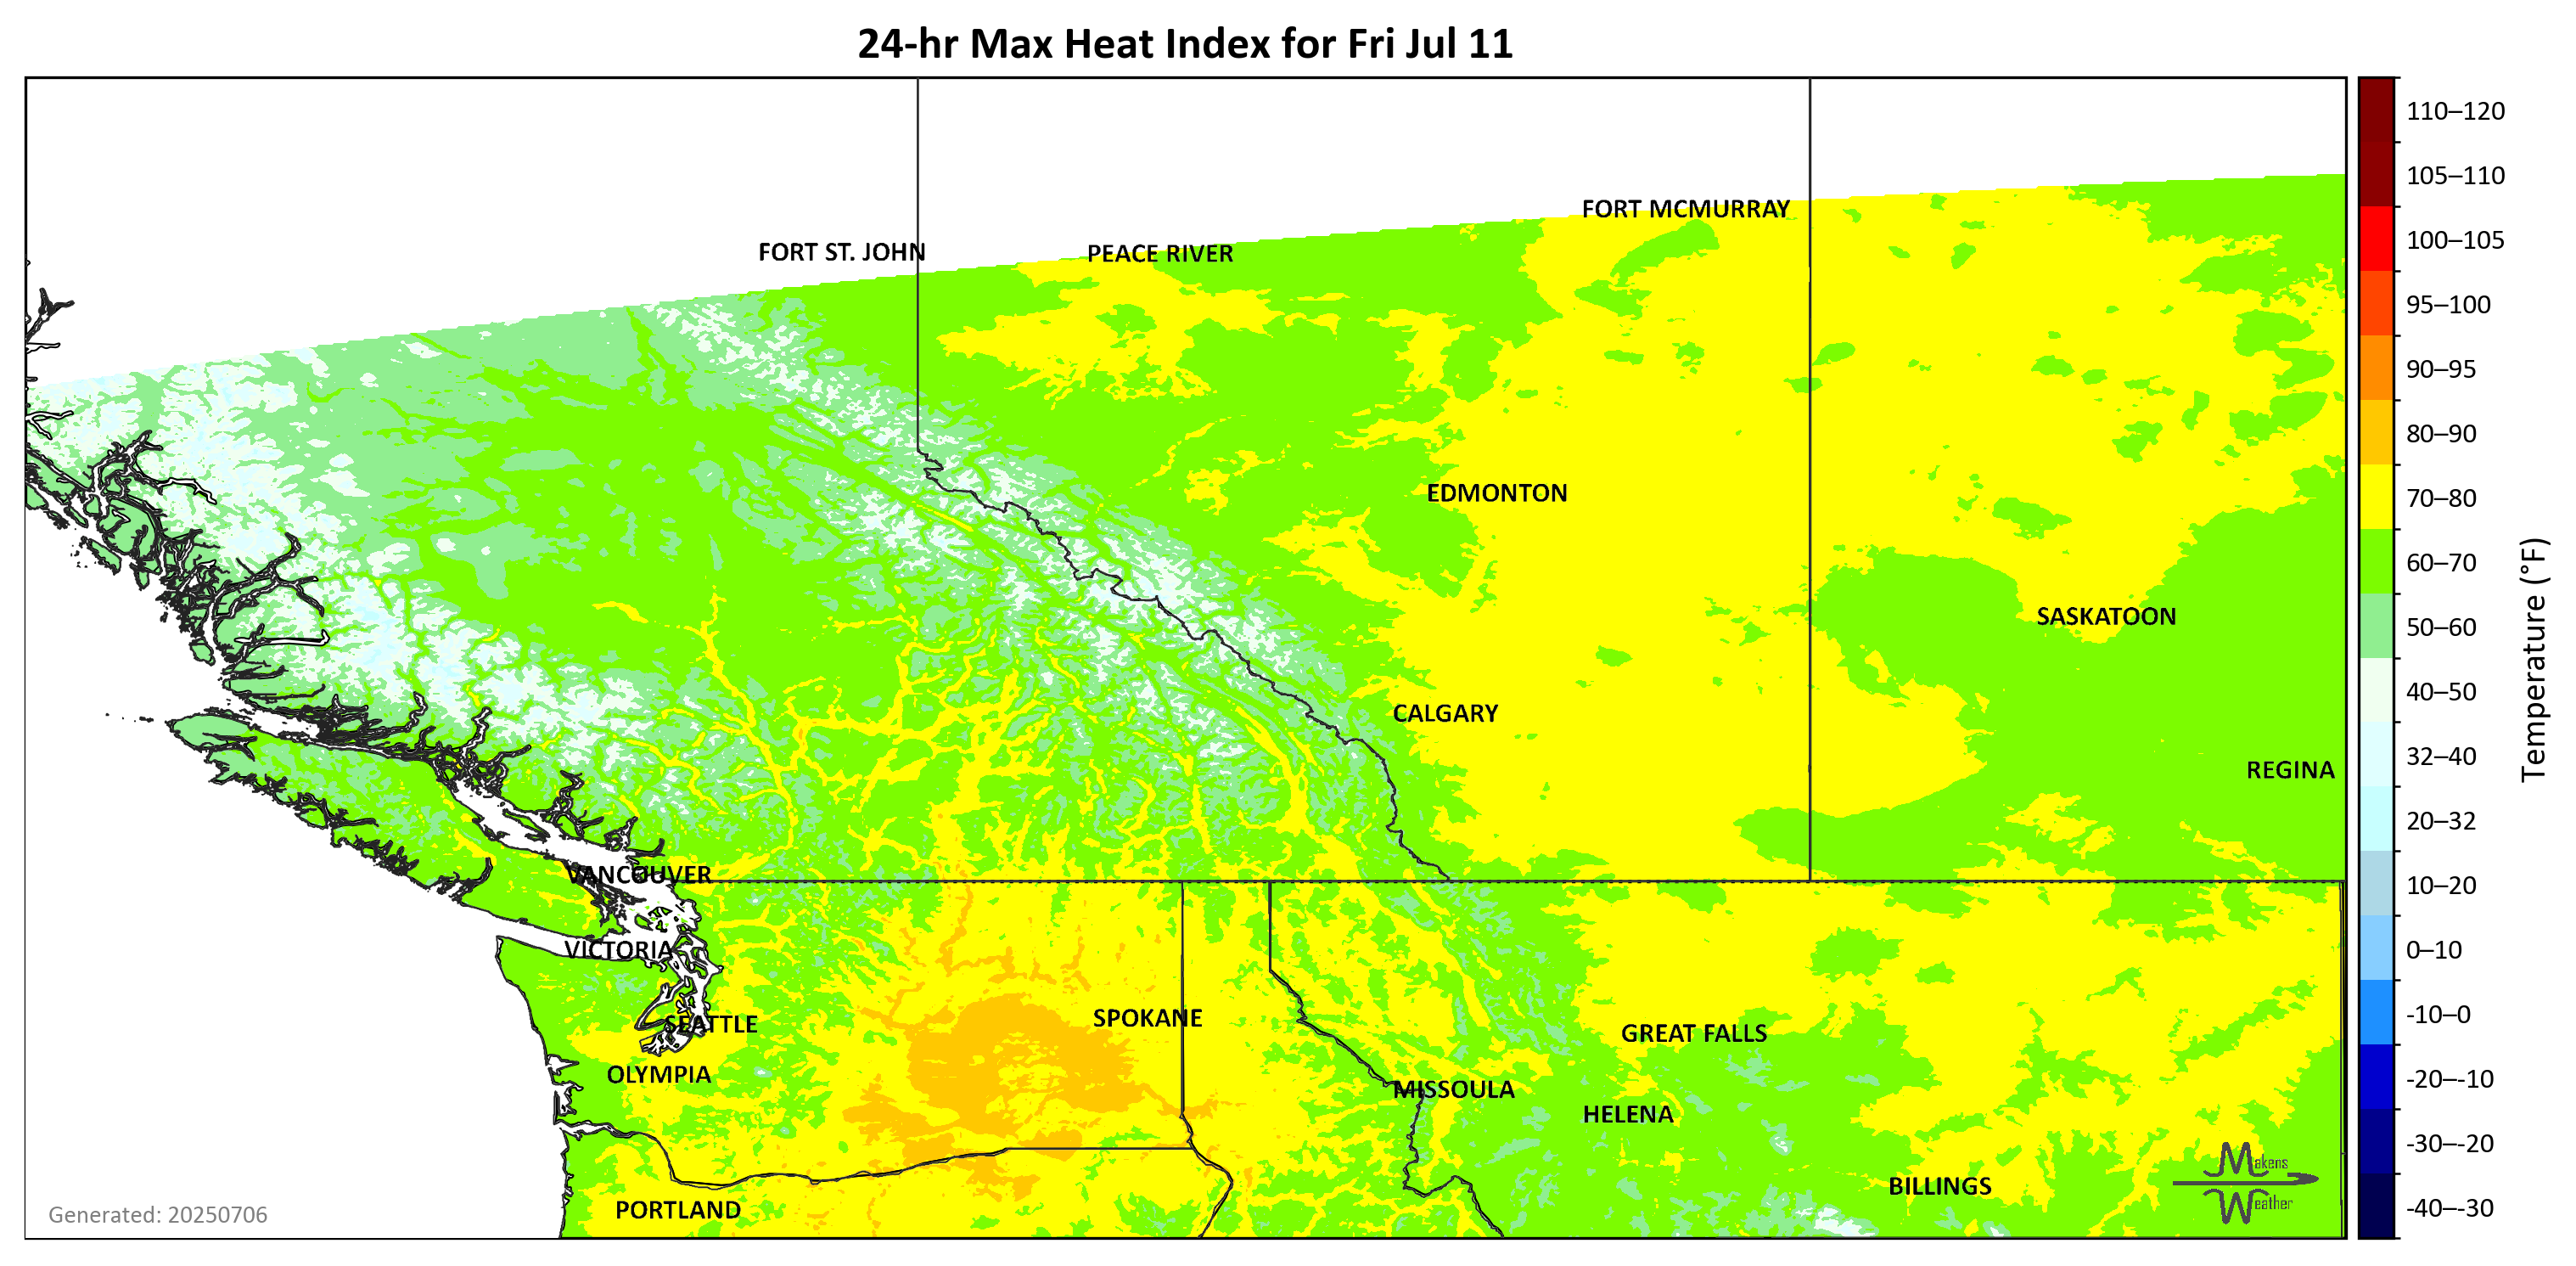 24-hr Max Heat Index for Fri Jul 11
110–120
105–110
FORT MCMURRAY
100–105
FORT ST. JOHN
PEACE RIVER
95–100
90–95
80–90
EDMONTON
70–80
60–70
SASKATOON
50–60
Temperature (°F)
40–50
CALGARY
32–40
REGINA
20–32
VANCOUVER
10–20
VICTORIA
0–10
SEATTLE
SPOKANE
-10–0
GREAT FALLS
OLYMPIA
-20–-10
MISSOULA
HELENA
-30–-20
Makens
Weather
BILLINGS
PORTLAND
-40–-30
Generated: 20250706